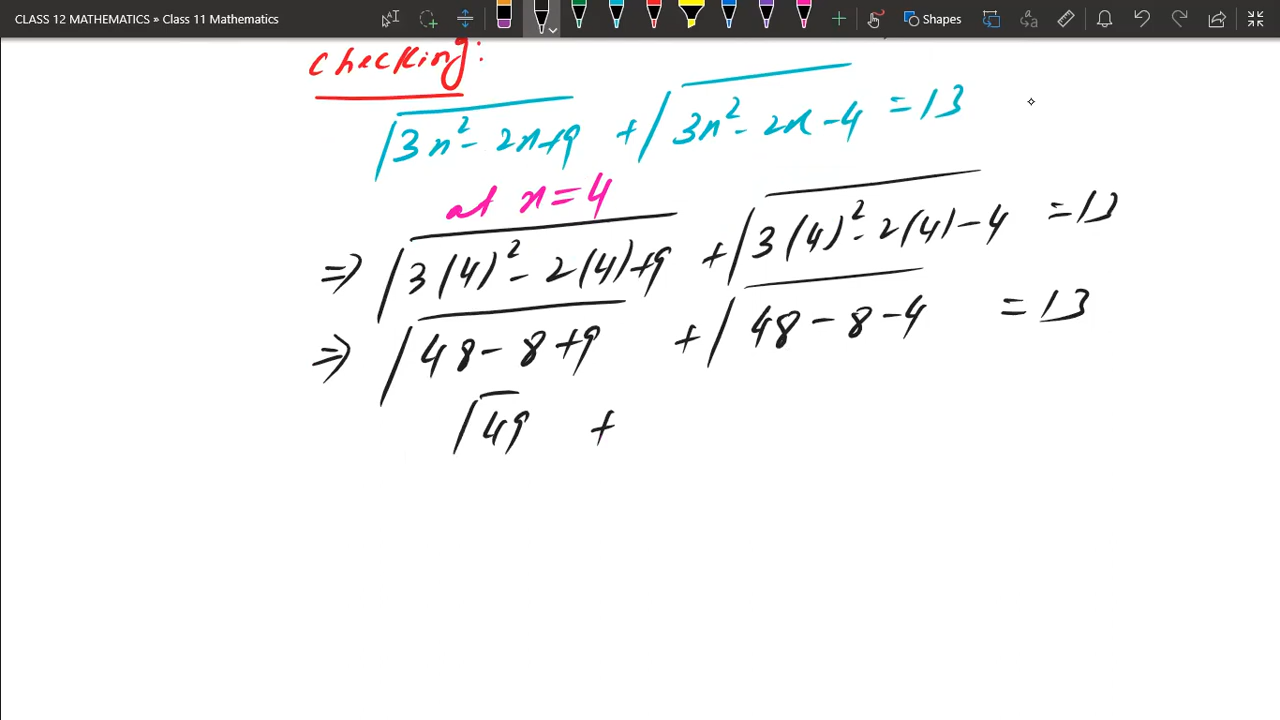 CLASS 12 MATHEMATICS » Class 11 Mathematics
Shapes
Checking:
√3x² - 2x+9 + √3x² - 2x - 4 = 13
at x = 4
⇒ √3(4)² - 2(4)+9 + √3(4)² - 2(4) - 4 = 13
⇒ √48 - 8 + 9 + √48 - 8 - 4 = 13
√49 +